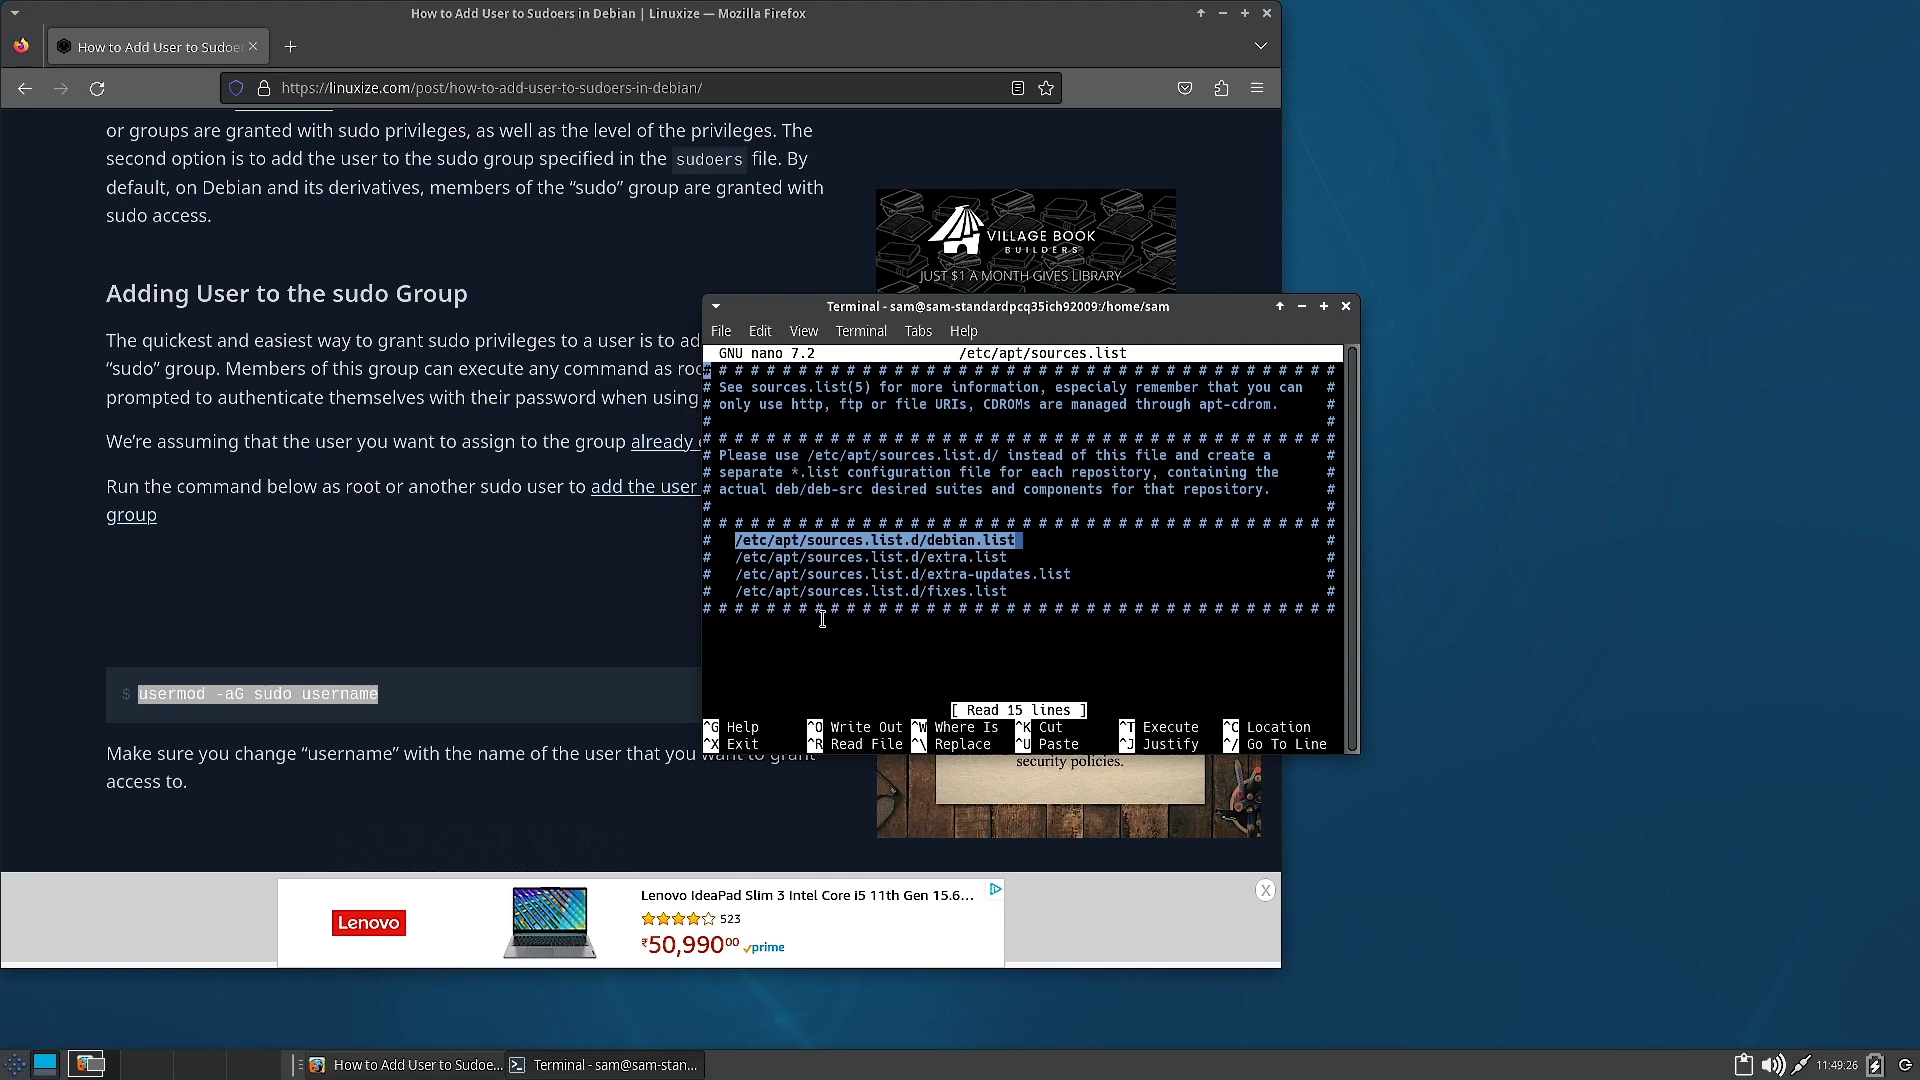 How to Add User to Sudoers in Debian | Linuxize — Mozilla Firefox
How to Add User to Sudoer
https://linuxize.com/post/how-to-add-user-to-sudoers-in-debian/
or groups are granted with sudo privileges, as well as the level of the privileges. The
second option is to add the user to the sudo group specified in the sudoers file. By
default, on Debian and its derivatives, members of the “sudo” group are granted with
sudo access.
VILLAGE BOOK
BUILDERS
JUST $1 A MONTH GIVES LIBRARY
Adding User to the sudo Group
The quickest and easiest way to grant sudo privileges to a user is to ad
“sudo” group. Members of this group can execute any command as roo
prompted to authenticate themselves with their password when using
We’re assuming that the user you want to assign to the group already
Run the command below as root or another sudo user to add the user
group
$ usermod -aG sudo username
Make sure you change “username” with the name of the user that you want to grant
access to.
Terminal - sam@sam-standardpcq35ich92009:/home/sam
File Edit View Terminal Tabs Help
GNU nano 7.2 /etc/apt/sources.list
# # # # # # # # # # # # # # # # # # # # # # # # # # # # # # # # # # # # # # # #
# See sources.list(5) for more information, especialy remember that you can #
# only use http, ftp or file URIs, CDROMs are managed through apt-cdrom. #
# #
# # # # # # # # # # # # # # # # # # # # # # # # # # # # # # # # # # # # # # # #
# Please use /etc/apt/sources.list.d/ instead of this file and create a #
# separate *.list configuration file for each repository, containing the #
# actual deb/deb-src desired suites and components for that repository. #
# #
# # # # # # # # # # # # # # # # # # # # # # # # # # # # # # # # # # # # # # # #
# /etc/apt/sources.list.d/debian.list #
# /etc/apt/sources.list.d/extra.list #
# /etc/apt/sources.list.d/extra-updates.list #
# /etc/apt/sources.list.d/fixes.list #
# # # # # # # # # # # # # # # # # # # # # # # # # # # # # # # # # # # # # # # #
[ Read 15 lines ]
^G Help ^O Write Out ^W Where Is ^K Cut ^T Execute ^C Location
^X Exit ^R Read File ^\ Replace ^U Paste ^J Justify ^/ Go To Line
security policies.
Lenovo
Lenovo IdeaPad Slim 3 Intel Core i5 11th Gen 15.6...
523
₹50,990⁰⁰ prime
X
How to Add User to Sudoe...
Terminal - sam@sam-stan...
11:49:26